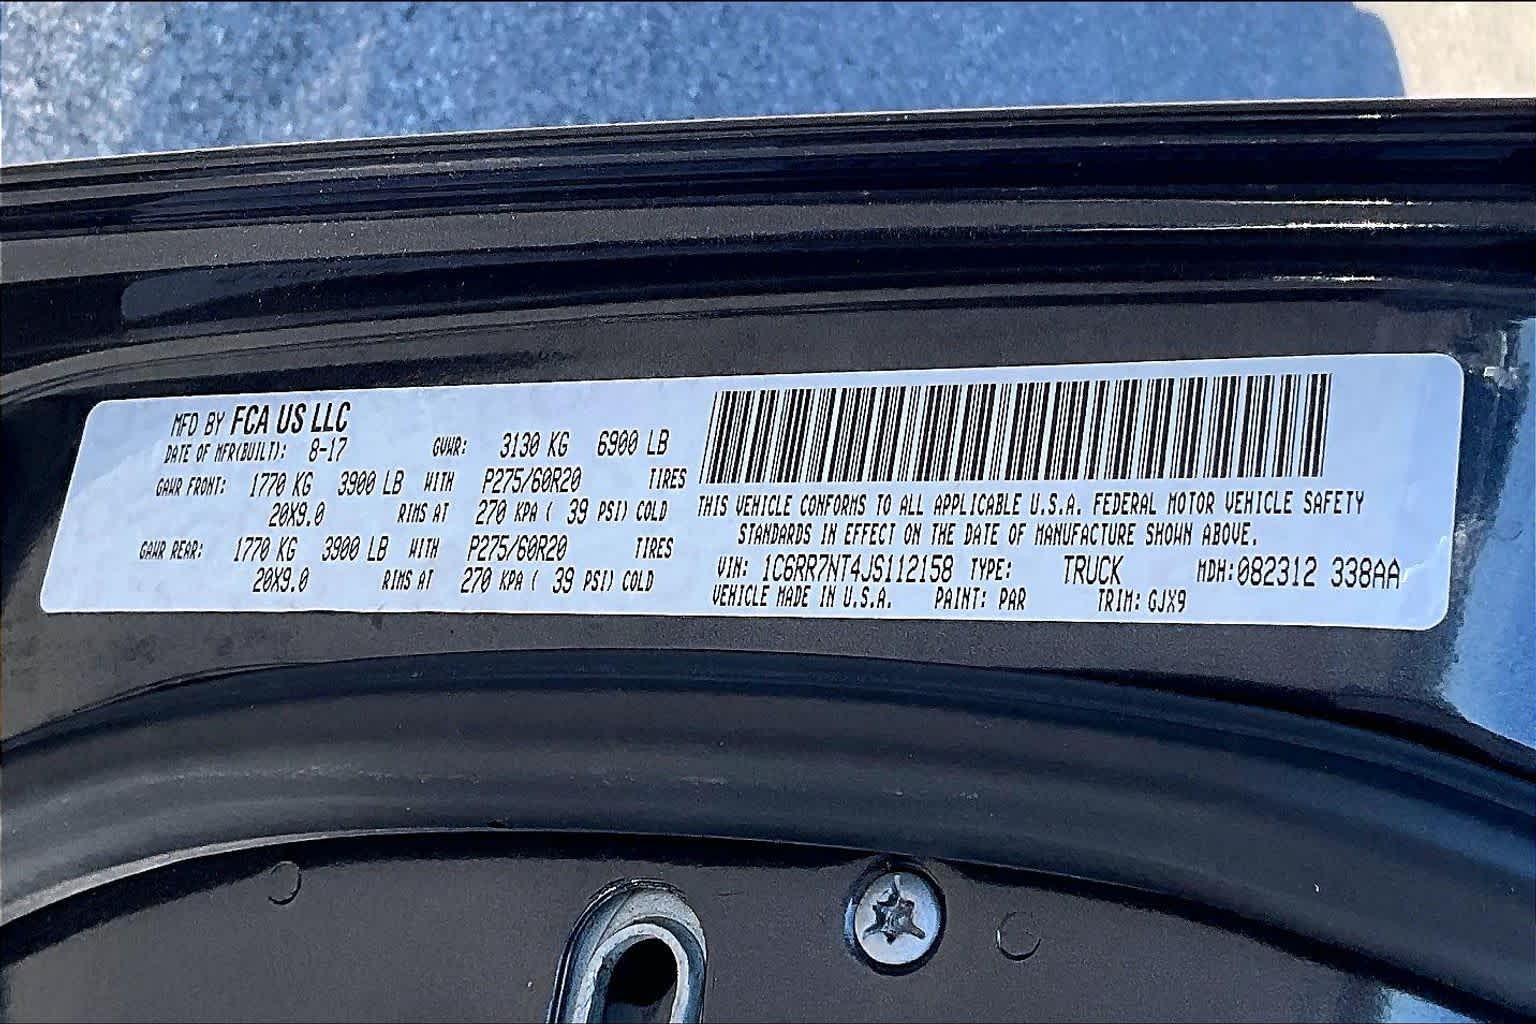 MFD BY FCA US LLC
DATE OF MFR(BUILT): 8-17 GVWR: 3130 KG 6900 LB
GAWR FRONT: 1770 KG 3900 LB WITH P275/60R20 TIRES
20X9.0 RIMS AT 270 KPA ( 39 PSI) COLD
GAWR REAR: 1770 KG 3900 LB WITH P275/60R20 TIRES
20X9.0 RIMS AT 270 KPA ( 39 PSI) COLD
THIS VEHICLE CONFORMS TO ALL APPLICABLE U.S.A. FEDERAL MOTOR VEHICLE SAFETY
STANDARDS IN EFFECT ON THE DATE OF MANUFACTURE SHOWN ABOVE.
VIN: 1C6RR7NT4JS112158 TYPE: TRUCK MDH:082312 338AA
VEHICLE MADE IN U.S.A. PAINT: PAR TRIM: GJX9